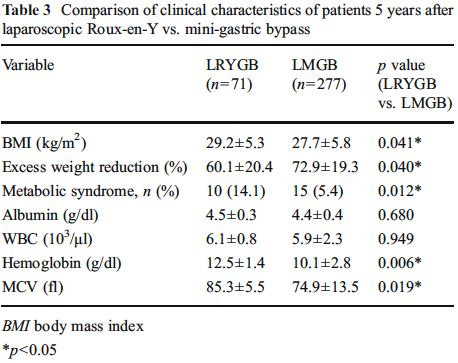 Table 3 Comparison of clinical characteristics of patients 5 years after
laparoscopic Roux-en-Y vs. mini-gastric bypass
Variable LRYGB LMGB p value
(n=71) (n=277) (LRYGB
vs. LMGB)
BMI (kg/m²) 29.2±5.3 27.7±5.8 0.041*
Excess weight reduction (%) 60.1±20.4 72.9±19.3 0.040*
Metabolic syndrome, n (%) 10 (14.1) 15 (5.4) 0.012*
Albumin (g/dl) 4.5±0.3 4.4±0.4 0.680
WBC (10³/μl) 6.1±0.8 5.9±2.3 0.949
Hemoglobin (g/dl) 12.5±1.4 10.1±2.8 0.006*
MCV (fl) 85.3±5.5 74.9±13.5 0.019*
BMI body mass index
*p<0.05